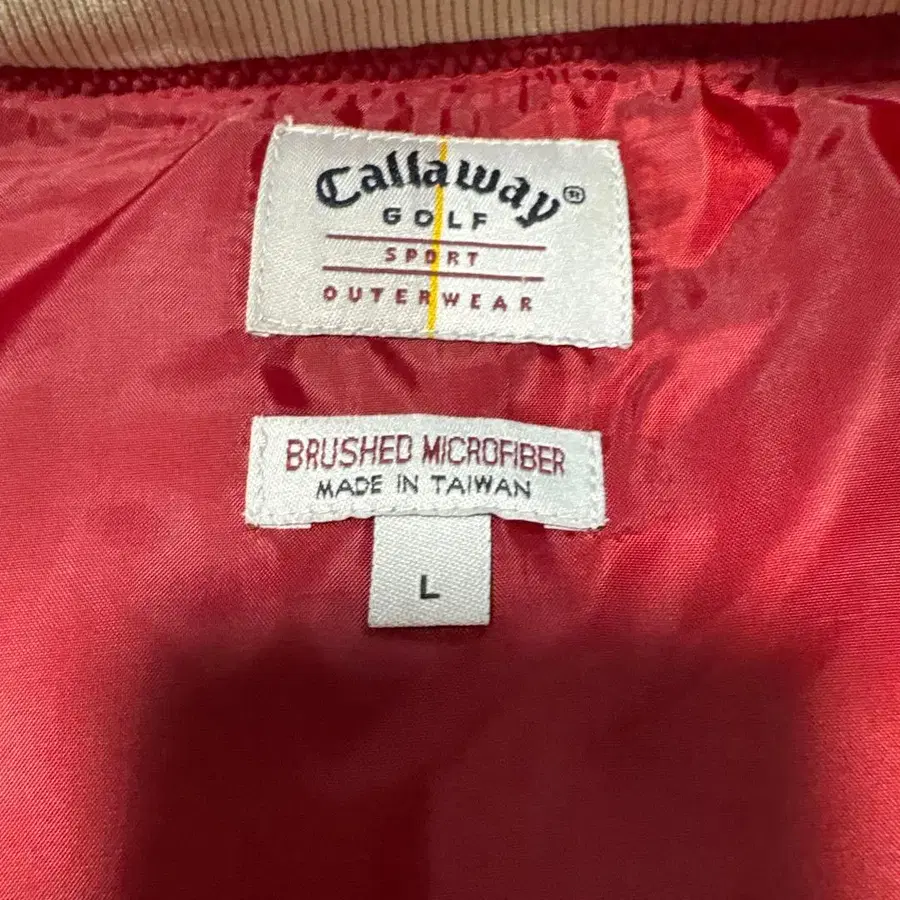 Callaway®
GOLF
SPORT
OUTERWEAR
BRUSHED MICROFIBER
MADE IN TAIWAN
L